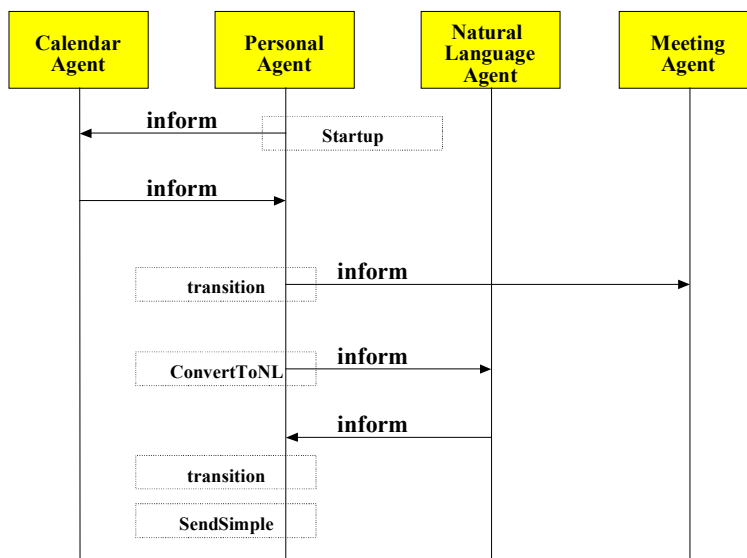 Calendar
Agent
Personal
Agent
Natural
Language
Agent
Meeting
Agent
inform
Startup
inform
transition
inform
ConvertToNL
inform
inform
transition
SendSimple